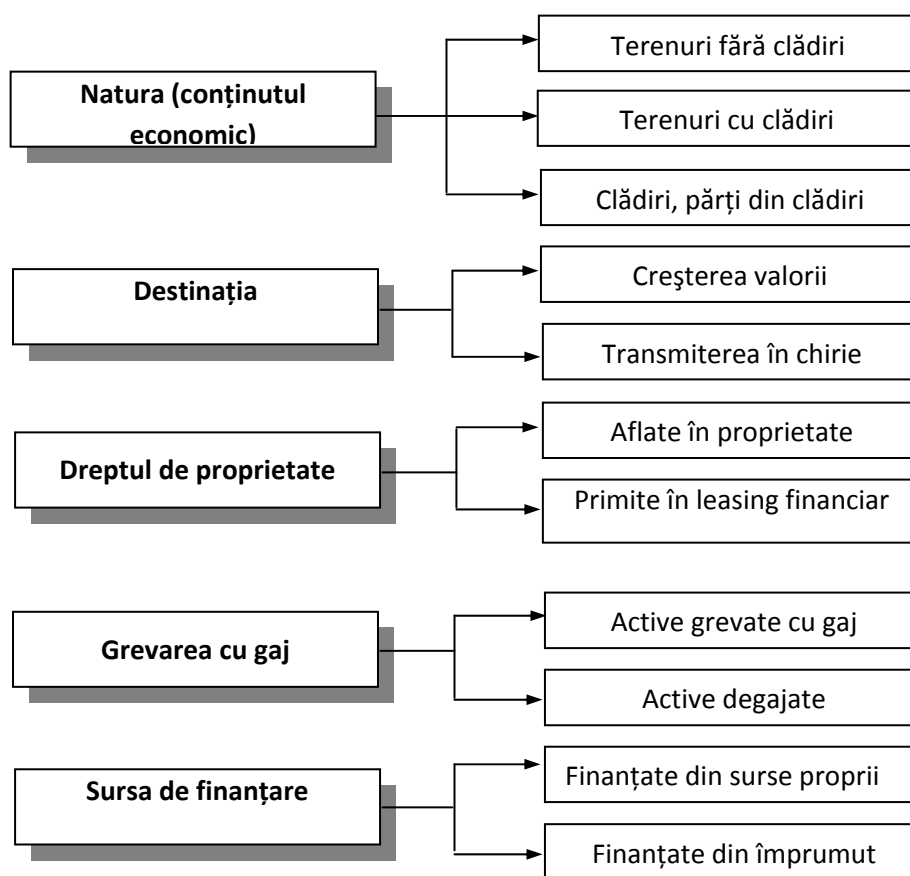 Natura (conținutul
economic)
Terenuri fără clădiri
Terenuri cu clădiri
Clădiri, părți din clădiri
Destinația
Creşterea valorii
Transmiterea în chirie
Dreptul de proprietate
Aflate în proprietate
Primite în leasing financiar
Grevarea cu gaj
Active grevate cu gaj
Active degajate
Sursa de finanțare
Finanțate din surse proprii
Finanțate din împrumut